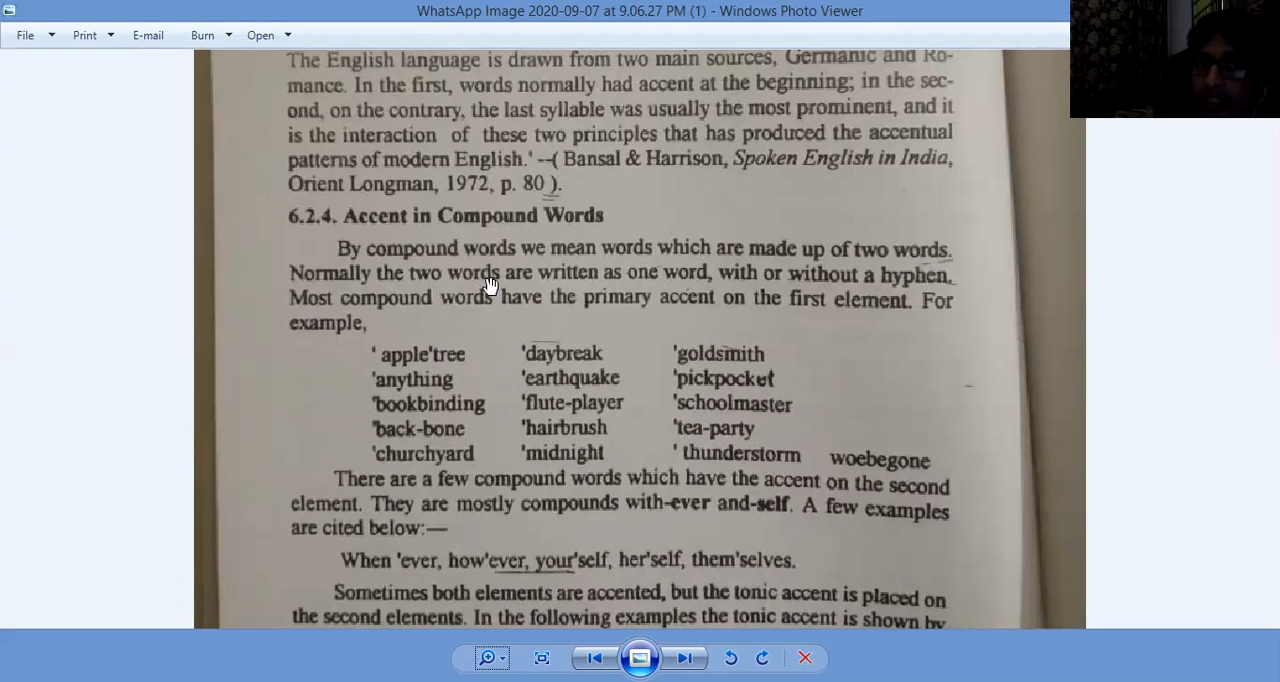 WhatsApp Image 2020-09-07 at 9.06.27 PM (1) - Windows Photo Viewer
File Print E-mail Burn Open
The English language is drawn from two main sources, Germanic and Ro-
mance. In the first, words normally had accent at the beginning; in the sec-
ond, on the contrary, the last syllable was usually the most prominent, and it
is the interaction of these two principles that has produced the accentual
patterns of modern English.' --( Bansal & Harrison, Spoken English in India,
Orient Longman, 1972, p. 80 ).
6.2.4. Accent in Compound Words
By compound words we mean words which are made up of two words.
Normally the two words are written as one word, with or without a hyphen.
Most compound words have the primary accent on the first element. For
example,
' apple'tree 'daybreak 'goldsmith
'anything 'earthquake 'pickpocket
'bookbinding 'flute-player 'schoolmaster
'back-bone 'hairbrush 'tea-party
'churchyard 'midnight ' thunderstorm woebegone
There are a few compound words which have the accent on the second
element. They are mostly compounds with-ever and-self. A few examples
are cited below:—
When 'ever, how'ever, your'self, her'self, them'selves.
Sometimes both elements are accented, but the tonic accent is placed on
the second elements. In the following examples the tonic accent is shown by